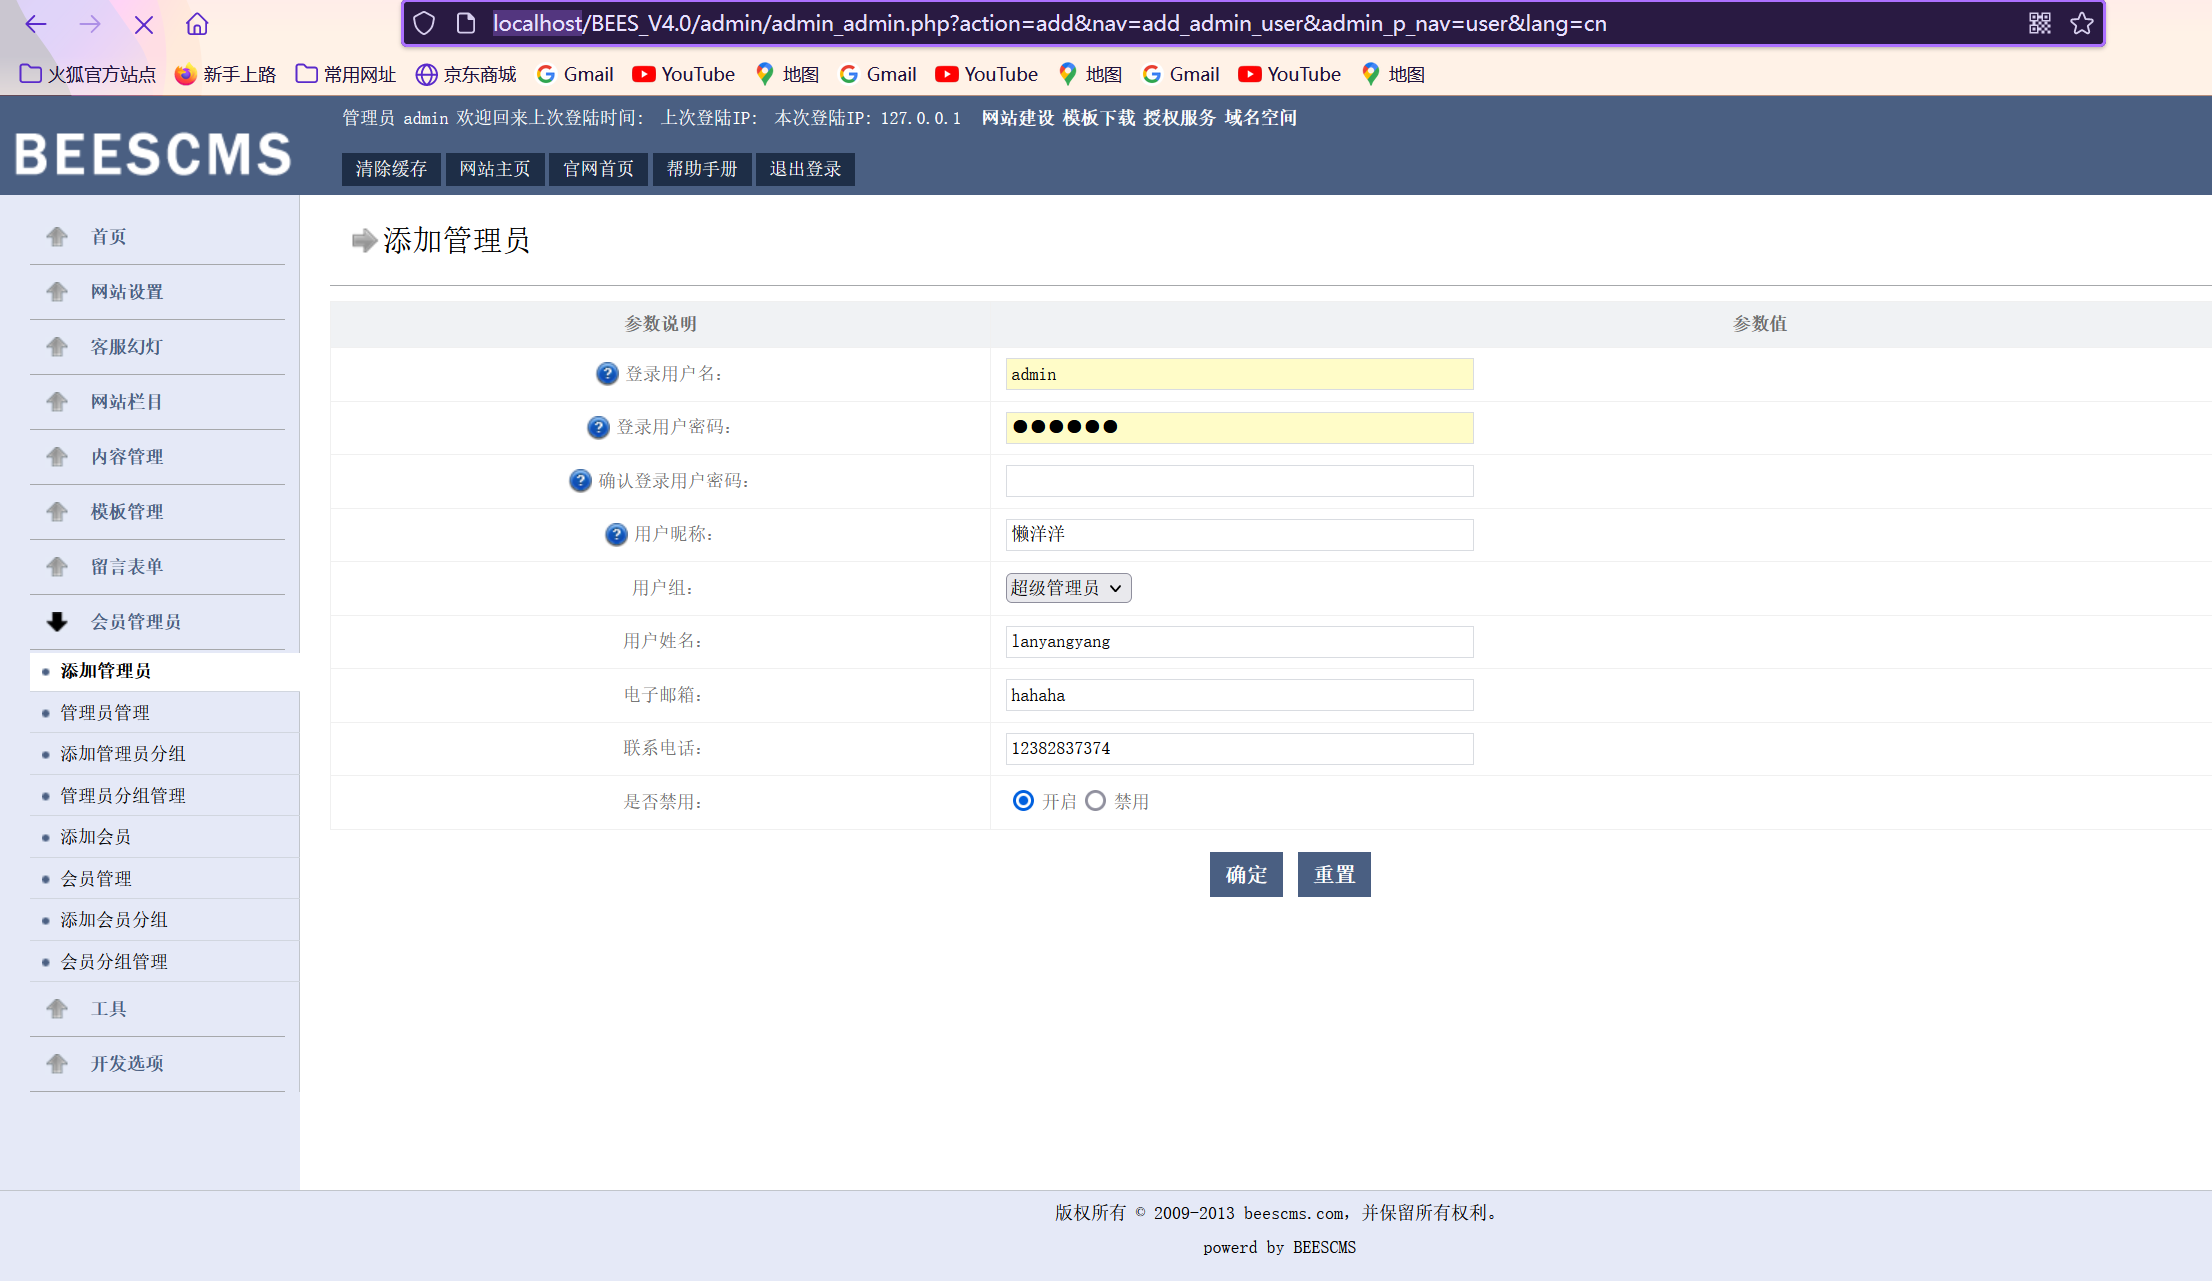 localhost/BEES_V4.0/admin/admin_admin.php?action=add&nav=add_admin_user&admin_p_nav=user&lang=cn
火狐官方站点 新手上路 常用网址 京东商城 Gmail YouTube 地图 Gmail YouTube 地图 Gmail YouTube 地图
管理员 admin 欢迎回来上次登陆时间: 上次登陆IP: 本次登陆IP: 127.0.0.1 网站建设 模板下载 授权服务 域名空间
BEESCMS
清除缓存 网站主页 官网首页 帮助手册 退出登录
首页
网站设置
客服幻灯
网站栏目
内容管理
模板管理
留言表单
会员管理员
添加管理员
管理员管理
添加管理员分组
管理员分组管理
添加会员
会员管理
添加会员分组
会员分组管理
工具
开发选项
添加管理员
参数说明 参数值
登录用户名: admin
登录用户密码: ●●●●●●
确认登录用户密码:
用户昵称: 懒洋洋
用户组: 超级管理员
用户姓名: lanyangyang
电子邮箱: hahaha
联系电话: 12382837374
是否禁用: 开启 禁用
确定 重置
版权所有 © 2009-2013 beescms.com，并保留所有权利。
powerd by BEESCMS